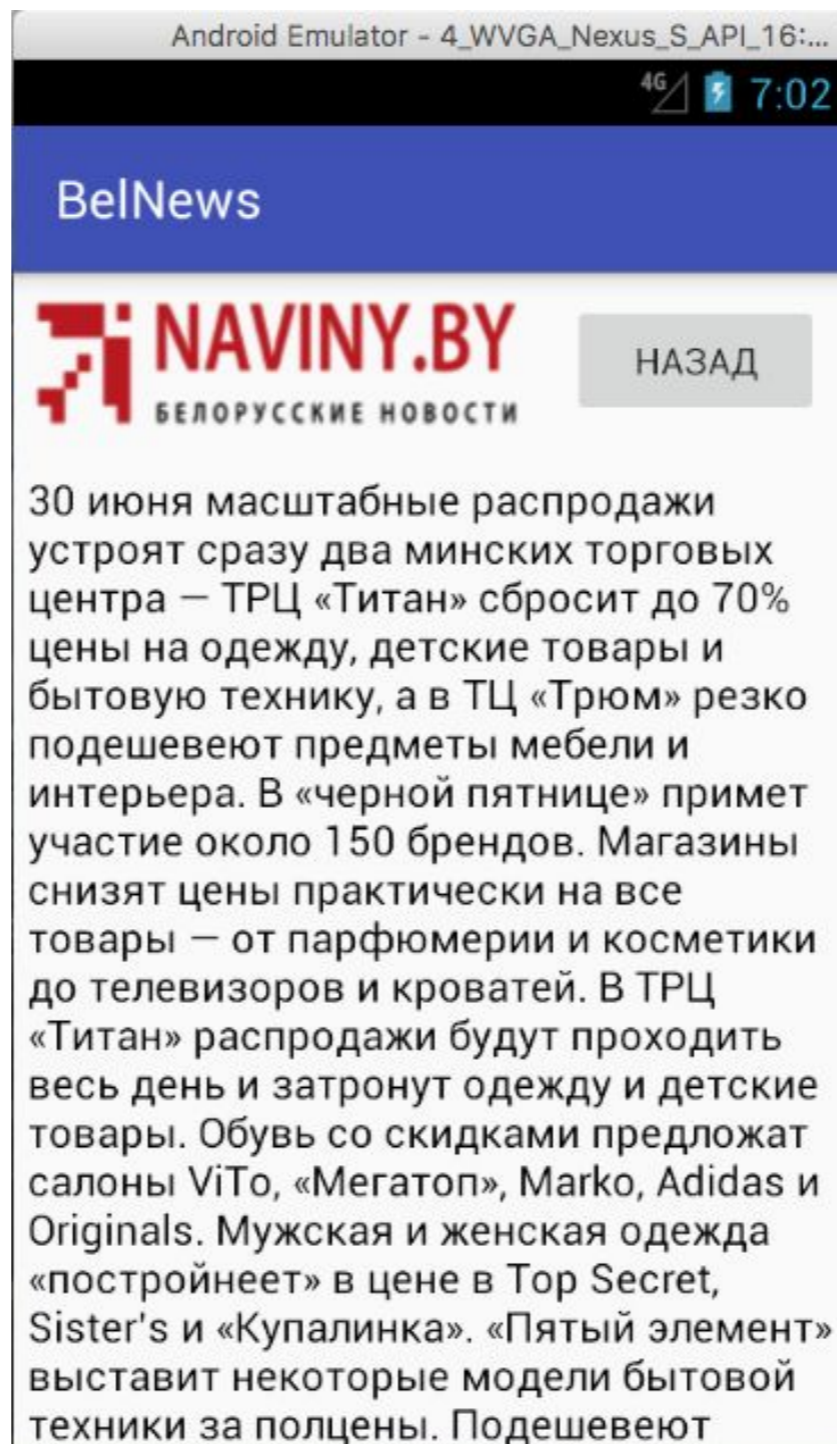 Android Emulator - 4_WVGA_Nexus_S_API_16:...
4G 7:02
BelNews
NAVINY.BY
БЕЛОРУССКИЕ НОВОСТИ
НАЗАД
30 июня масштабные распродажи
устроят сразу два минских торговых
центра — ТРЦ «Титан» сбросит до 70%
цены на одежду, детские товары и
бытовую технику, а в ТЦ «Трюм» резко
подешевеют предметы мебели и
интерьера. В «черной пятнице» примет
участие около 150 брендов. Магазины
снизят цены практически на все
товары — от парфюмерии и косметики
до телевизоров и кроватей. В ТРЦ
«Титан» распродажи будут проходить
весь день и затронут одежду и детские
товары. Обувь со скидками предложат
салоны ViTo, «Мегатоп», Marko, Adidas и
Originals. Мужская и женская одежда
«постройнеет» в цене в Top Secret,
Sister's и «Купалинка». «Пятый элемент»
выставит некоторые модели бытовой
техники за полцены. Подешевеют